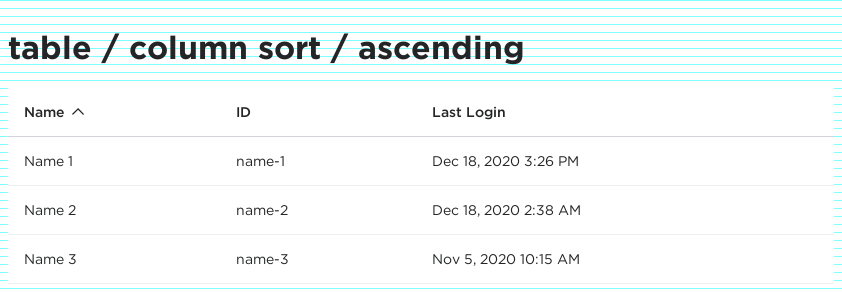 table / column sort / ascending
Name ID Last Login
Name 1 name-1 Dec 18, 2020 3:26 PM
Name 2 name-2 Dec 18, 2020 2:38 AM
Name 3 name-3 Nov 5, 2020 10:15 AM